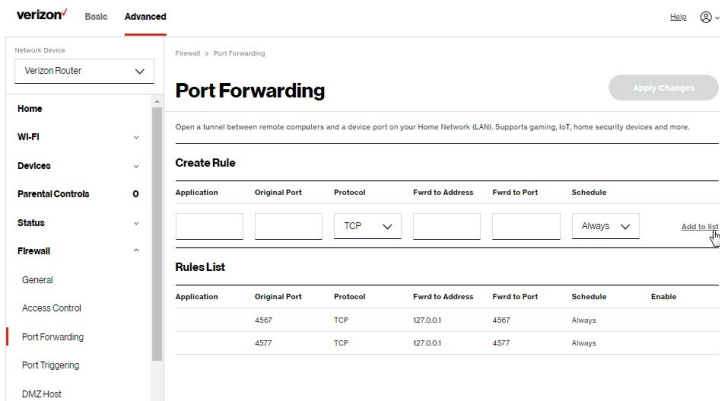 verizon✓ Basic Advanced Help
Network Device
Verizon Router
Home
Wi-Fi
Devices
Parental Controls 0
Status
Firewall
General
Access Control
Port Forwarding
Port Triggering
DMZ Host
Firewall > Port Forwarding
Port Forwarding Apply Changes
Open a tunnel between remote computers and a device port on your Home Network (LAN). Supports gaming, IoT, home security devices and more.
Create Rule
Application Original Port Protocol Fwrd to Address Fwrd to Port Schedule
TCP Always Add to list
Rules List
Application Original Port Protocol Fwrd to Address Fwrd to Port Schedule Enable
4567 TCP 127.0.0.1 4567 Always
4577 TCP 127.0.0.1 4577 Always